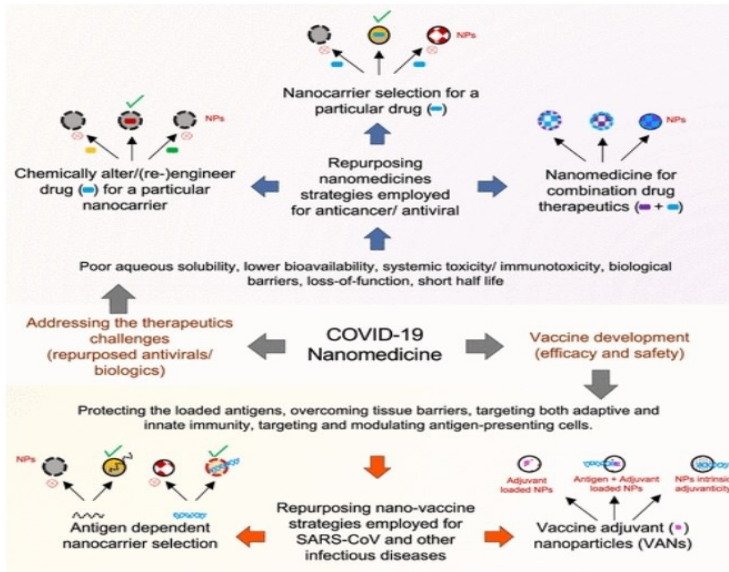 NPs
Nanocarrier selection for a
particular drug (
)
NPs
Chemically alter/(re-)engineer
drug (
) for a particular
nanocarrier
Repurposing
nanomedicines
strategies employed
for anticancer/ antiviral
NPs
Nanomedicine for
combination drug
therapeutics (
+
)
Poor aqueous solubility, lower bioavailability, systemic toxicity/ immunotoxicity, biological
barriers, loss-of-function, short half life
Addressing the therapeutics
challenges
(repurposed antivirals/
biologics)
COVID-19
Nanomedicine
Vaccine development
(efficacy and safety)
Protecting the loaded antigens, overcoming tissue barriers, targeting both adaptive and
innate immunity, targeting and modulating antigen-presenting cells.
NPs
Antigen dependent
nanocarrier selection
Repurposing nano-vaccine
strategies employed for
SARS-CoV and other
infectious diseases
Adjuvant
loaded NPs
Antigen + Adjuvant
loaded NPs
NPs intrinsic
adjuvanticity
Vaccine adjuvant (
)
nanoparticles (VANs)